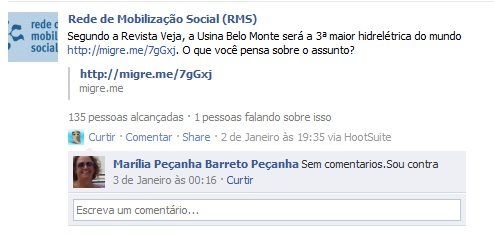 rede de
mobil
social
Rede de Mobilização Social (RMS)
Segundo a Revista Veja, a Usina Belo Monte será a 3ª maior hidrelétrica do mundo
http://migre.me/7gGxj. O que você pensa sobre o assunto?
http://migre.me/7gGxj
migre.me
135 pessoas alcançadas · 1 pessoas falando sobre isso
Curtir · Comentar · Share · 2 de Janeiro às 19:35 via HootSuite
Marília Peçanha Barreto Peçanha Sem comentarios.Sou contra
3 de Janeiro às 00:16 · Curtir
Escreva um comentário...